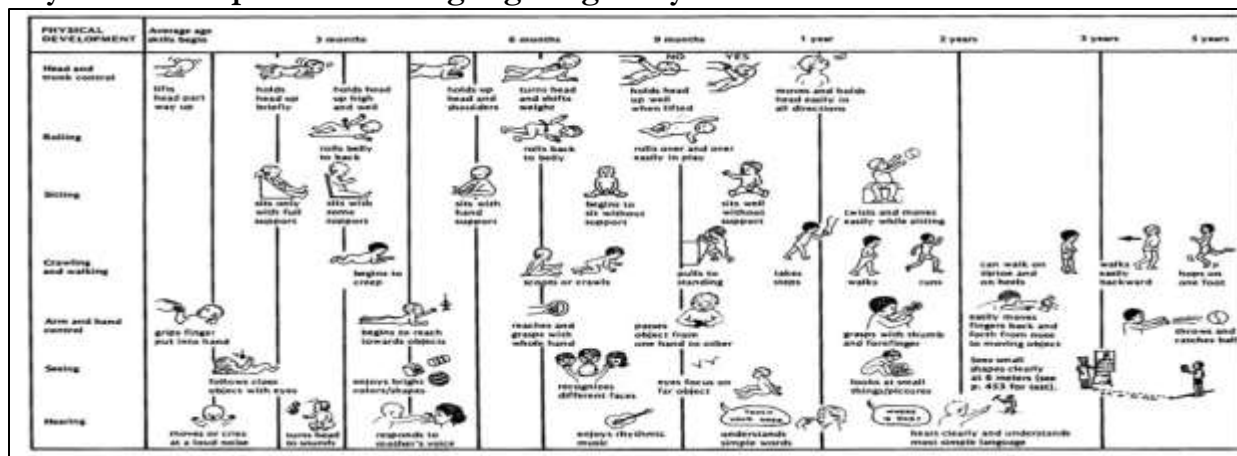 PHYSICAL DEVELOPMENT
Average age skills begin
3 months
6 months
9 months
1 year
2 years
3 years
5 years
Head and trunk control
lifts head part way up
holds head up briefly
holds head up high and well
holds up head and shoulders
turns head and shifts weight
NO
YES
holds head up well when lifted
moves and holds head easily in all directions
Rolling
rolls belly to back
rolls back to belly
rolls over and over easily in play
Sitting
sits only with full support
sits with some support
sits with hand support
begins to sit without support
sits well without support
twists and moves easily while sitting
Crawling and walking
begins to creep
scoots or crawls
pulls to standing
takes steps
walks
runs
can walk on tiptoe and on heels
walks easily backward
hops on one foot
Arm and hand control
grips finger put into hand
begins to reach towards objects
reaches and grasps with whole hand
passes object from one hand to other
grasps with thumb and forefinger
easily moves fingers back and forth from nose to moving object
throws and catches ball
Seeing
follows close object with eyes
enjoys bright colors/shapes
recognizes different faces
eyes focus on far object
looks at small things/pictures
Sees small shapes clearly at 6 meters (see p. 453 for test).
Hearing
moves or cries at a loud noise
turns head to sounds
responds to mother's voice
enjoys rhythmic music
understands simple words
hears clearly and understands most simple language